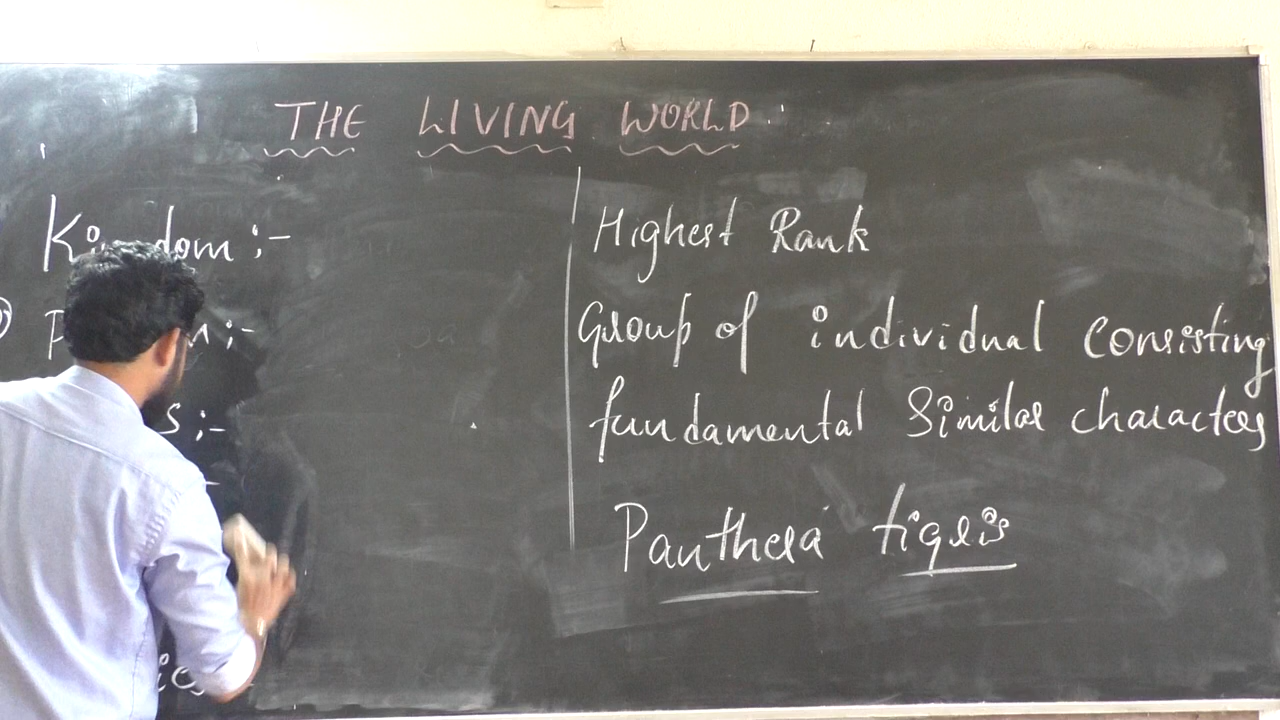 THE LIVING WORLD
Kingdom :-
Highest Rank
Group of individual Consisting
fundamental Similar characters
Panthera tigris